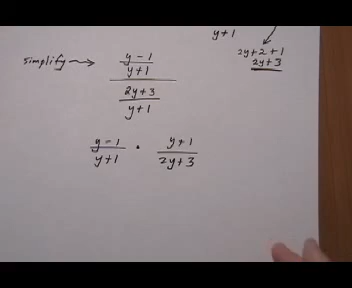 y+1
2y+2+1
2y+3
simplify → y-1
y+1
2y+3
y+1
y-1 · y+1
y+1 2y+3